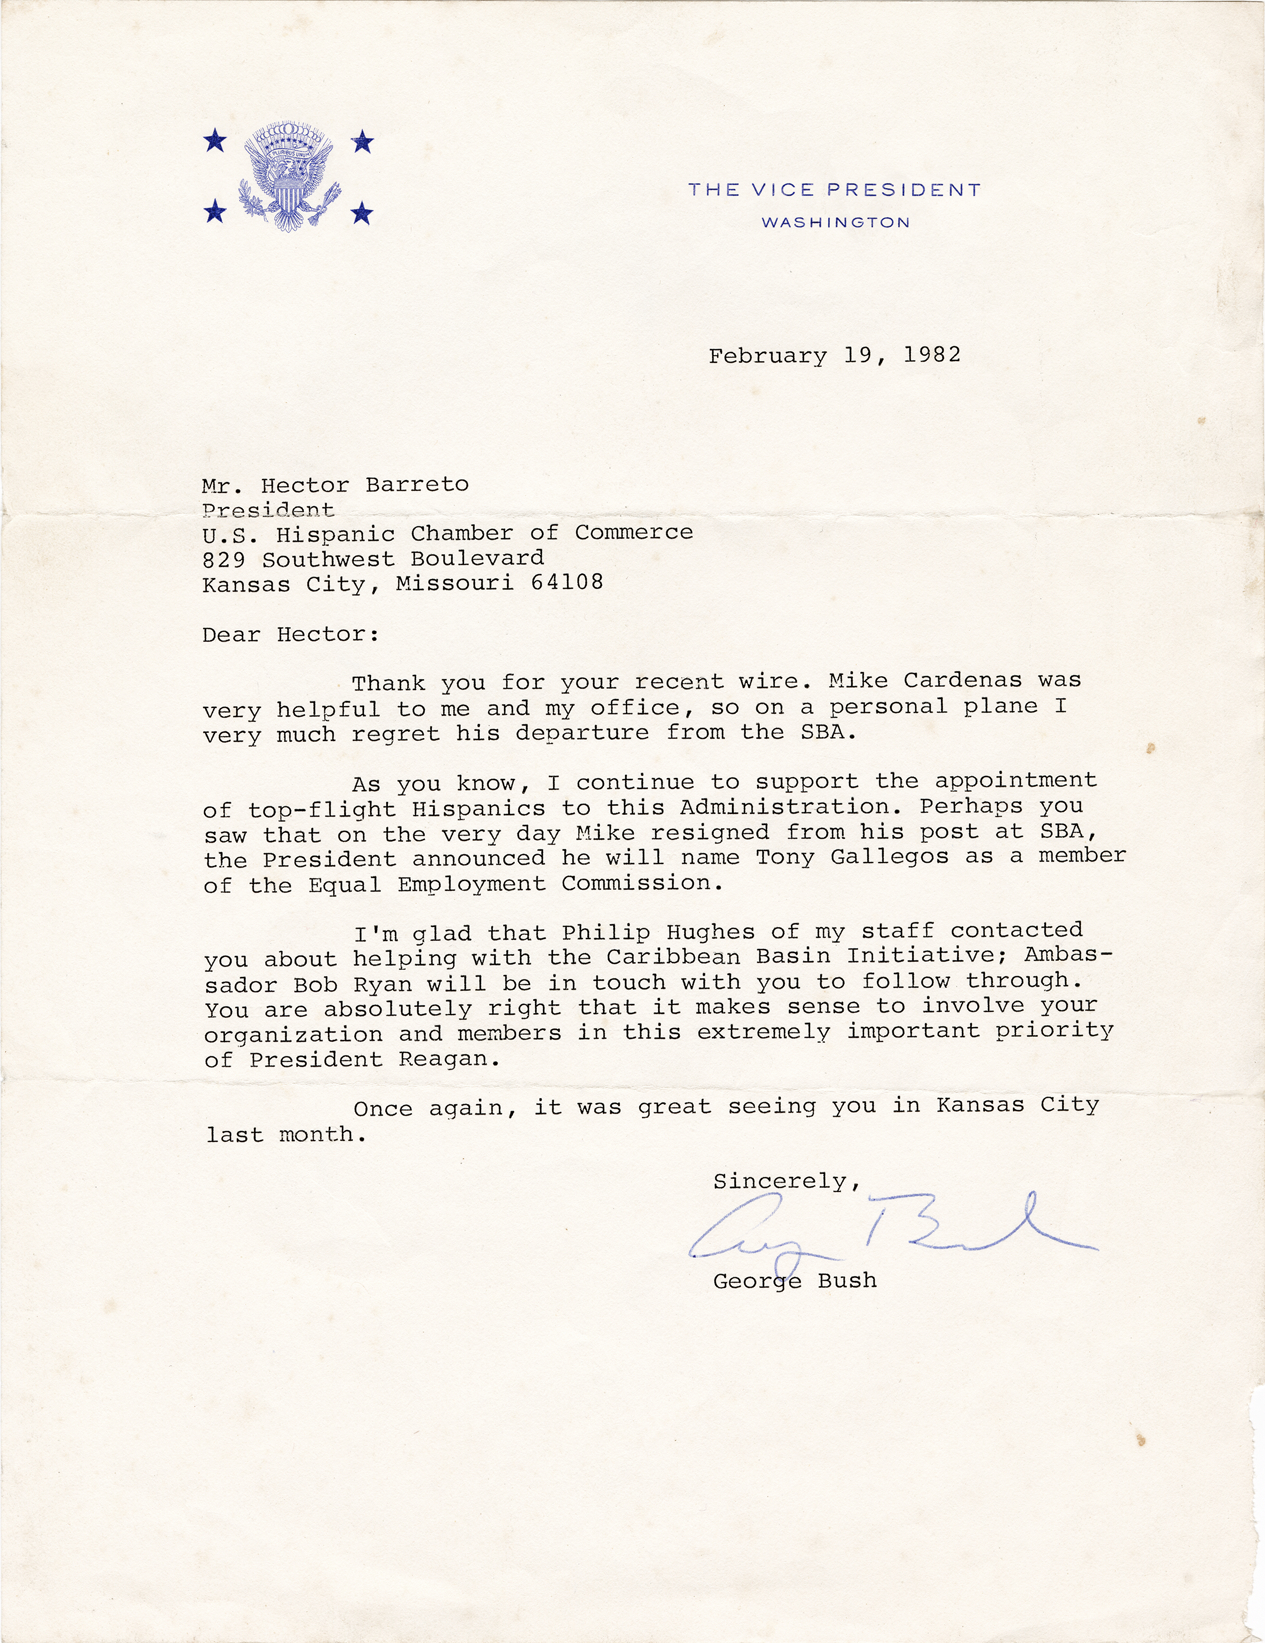 THE VICE PRESIDENT
WASHINGTON
February 19, 1982
Mr. Hector Barreto
President
U.S. Hispanic Chamber of Commerce
829 Southwest Boulevard
Kansas City, Missouri 64108
Dear Hector:
Thank you for your recent wire. Mike Cardenas was
very helpful to me and my office, so on a personal plane I
very much regret his departure from the SBA.
As you know, I continue to support the appointment
of top-flight Hispanics to this Administration. Perhaps you
saw that on the very day Mike resigned from his post at SBA,
the President announced he will name Tony Gallegos as a member
of the Equal Employment Commission.
I'm glad that Philip Hughes of my staff contacted
you about helping with the Caribbean Basin Initiative; Ambas-
sador Bob Ryan will be in touch with you to follow through.
You are absolutely right that it makes sense to involve your
organization and members in this extremely important priority
of President Reagan.
Once again, it was great seeing you in Kansas City
last month.
Sincerely,
George Bush